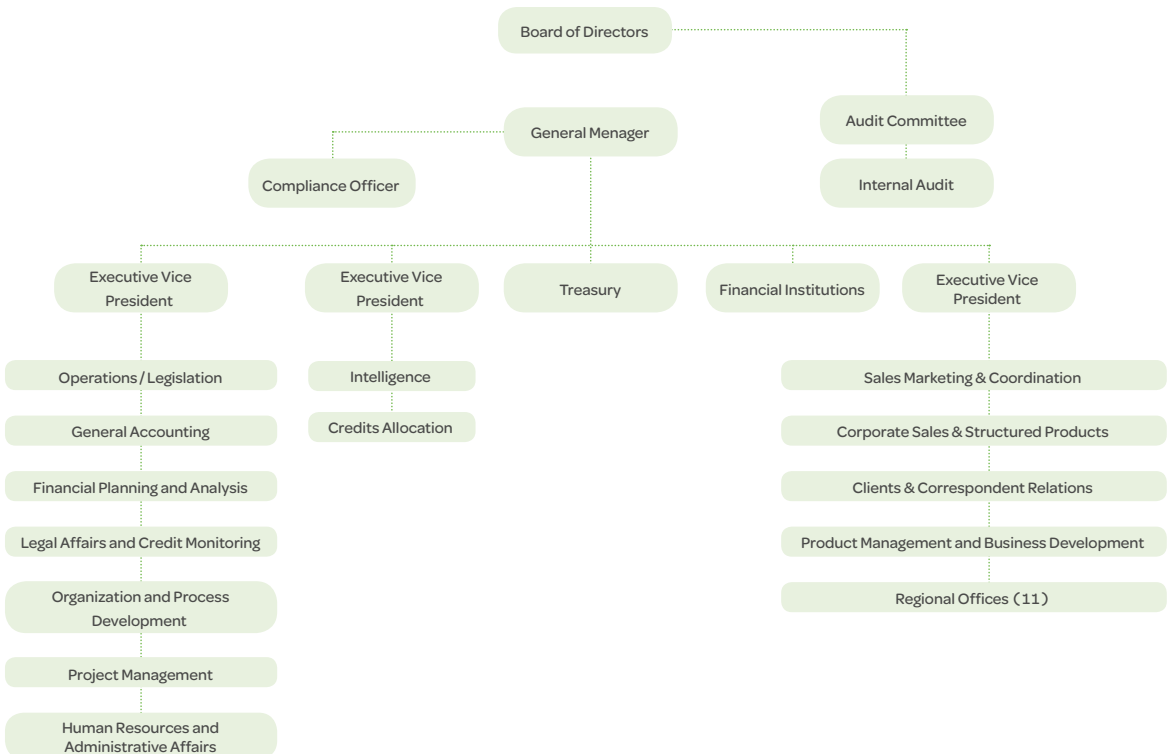 Board of Directors
Audit Committee
General Menager
Compliance Officer
Internal Audit
Executive Vice
President
Executive Vice
President
Treasury
Financial Institutions
Executive Vice
President
Operations / Legislation
General Accounting
Financial Planning and Analysis
Legal Affairs and Credit Monitoring
Organization and Process
Development
Project Management
Human Resources and
Administrative Affairs
Intelligence
Credits Allocation
Sales Marketing & Coordination
Corporate Sales & Structured Products
Clients & Correspondent Relations
Product Management and Business Development
Regional Offices (11)